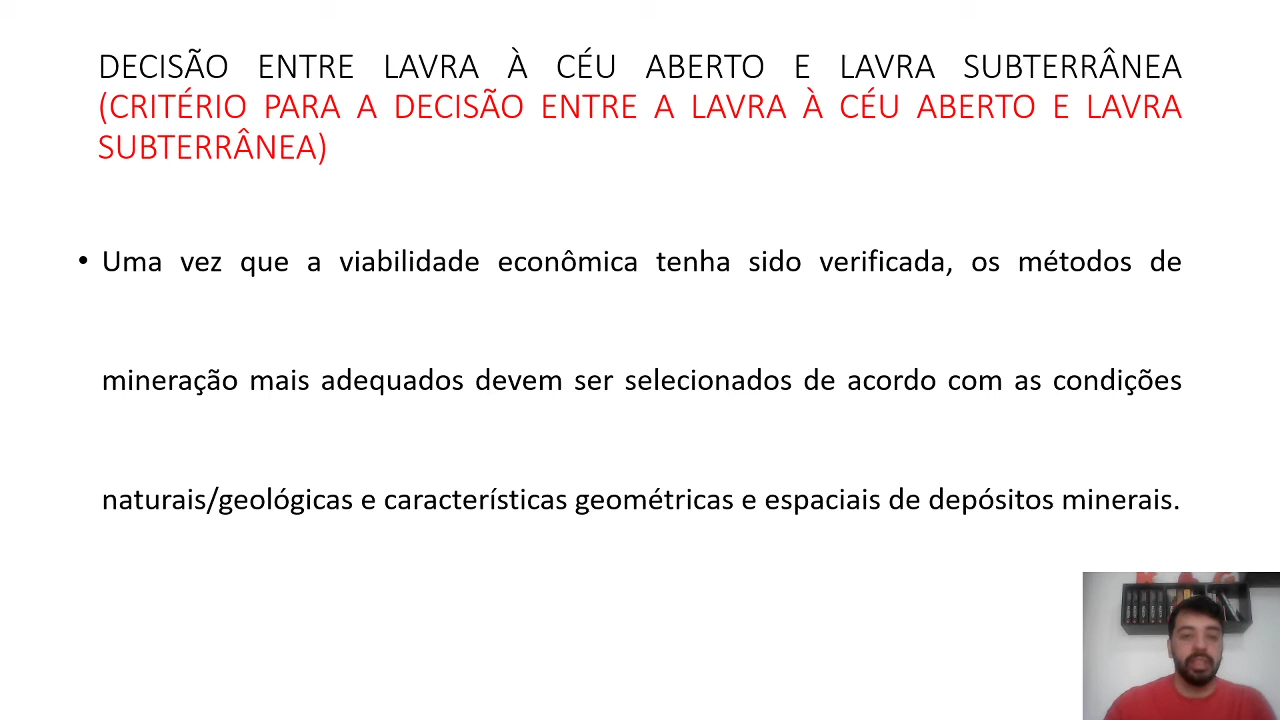 DECISÃO ENTRE LAVRA À CÉU ABERTO E LAVRA SUBTERRÂNEA
(CRITÉRIO PARA A DECISÃO ENTRE A LAVRA À CÉU ABERTO E LAVRA
SUBTERRÂNEA)
• Uma vez que a viabilidade econômica tenha sido verificada, os métodos de
mineração mais adequados devem ser selecionados de acordo com as condições
naturais/geológicas e características geométricas e espaciais de depósitos minerais.